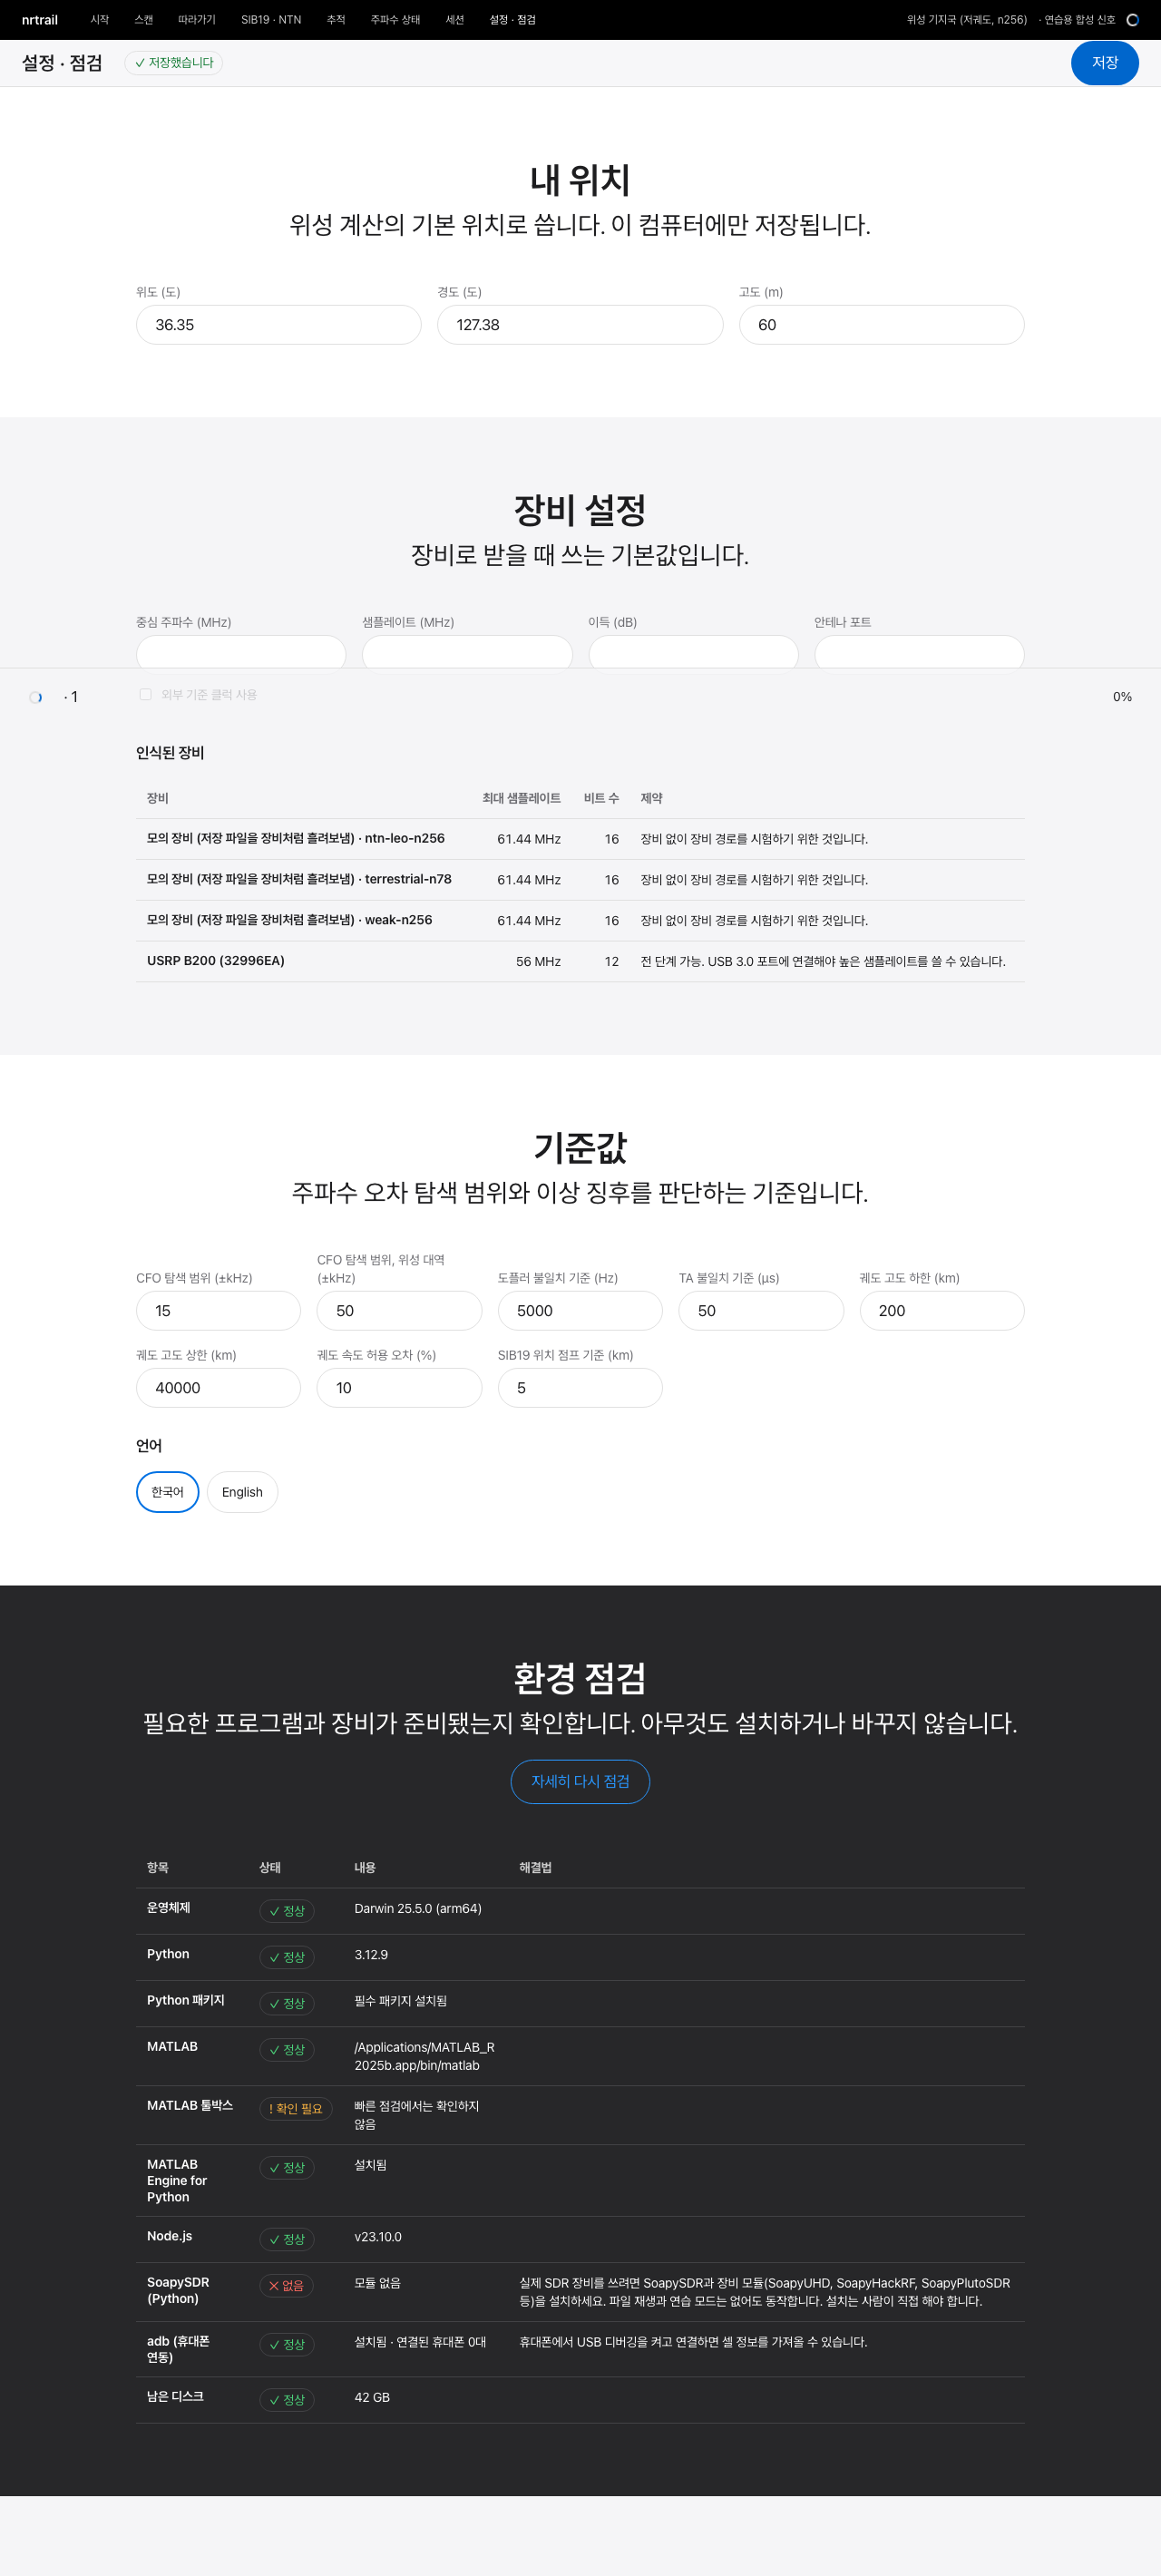 nrtrail 시작 스캔 따라가기 SIB19 · NTN 추적 주파수 상태 세션 설정 · 점검 위성 기지국 (저궤도, n256) · 연습용 합성 신호
설정 · 점검 ✓ 저장했습니다 저장
내 위치
위성 계산의 기본 위치로 씁니다. 이 컴퓨터에만 저장됩니다.
위도 (도) 경도 (도) 고도 (m)
36.35 127.38 60
장비 설정
장비로 받을 때 쓰는 기본값입니다.
중심 주파수 (MHz) 샘플레이트 (MHz) 이득 (dB) 안테나 포트
· 1 외부 기준 클럭 사용 0%
인식된 장비
장비 최대 샘플레이트 비트 수 제약
모의 장비 (저장 파일을 장비처럼 흘려보냄) · ntn-leo-n256 61.44 MHz 16 장비 없이 장비 경로를 시험하기 위한 것입니다.
모의 장비 (저장 파일을 장비처럼 흘려보냄) · terrestrial-n78 61.44 MHz 16 장비 없이 장비 경로를 시험하기 위한 것입니다.
모의 장비 (저장 파일을 장비처럼 흘려보냄) · weak-n256 61.44 MHz 16 장비 없이 장비 경로를 시험하기 위한 것입니다.
USRP B200 (32996EA) 56 MHz 12 전 단계 가능. USB 3.0 포트에 연결해야 높은 샘플레이트를 쓸 수 있습니다.
기준값
주파수 오차 탐색 범위와 이상 징후를 판단하는 기준입니다.
CFO 탐색 범위 (±kHz) CFO 탐색 범위, 위성 대역 (±kHz) 도플러 불일치 기준 (Hz) TA 불일치 기준 (µs) 궤도 고도 하한 (km)
15 50 5000 50 200
궤도 고도 상한 (km) 궤도 속도 허용 오차 (%) SIB19 위치 점프 기준 (km)
40000 10 5
언어
한국어 English
환경 점검
필요한 프로그램과 장비가 준비됐는지 확인합니다. 아무것도 설치하거나 바꾸지 않습니다.
자세히 다시 점검
항목 상태 내용 해결법
운영체제 ✓ 정상 Darwin 25.5.0 (arm64)
Python ✓ 정상 3.12.9
Python 패키지 ✓ 정상 필수 패키지 설치됨
MATLAB ✓ 정상 /Applications/MATLAB_R
2025b.app/bin/matlab
MATLAB 툴박스 ! 확인 필요 빠른 점검에서는 확인하지
않음
MATLAB ✓ 정상 설치됨
Engine for
Python
Node.js ✓ 정상 v23.10.0
SoapySDR ✕ 없음 모듈 없음 실제 SDR 장비를 쓰려면 SoapySDR과 장비 모듈(SoapyUHD, SoapyHackRF, SoapyPlutoSDR
(Python) 등)을 설치하세요. 파일 재생과 연습 모드는 없어도 동작합니다. 설치는 사람이 직접 해야 합니다.
adb (휴대폰 ✓ 정상 설치됨 · 연결된 휴대폰 0대 휴대폰에서 USB 디버깅을 켜고 연결하면 셀 정보를 가져올 수 있습니다.
연동)
남은 디스크 ✓ 정상 42 GB